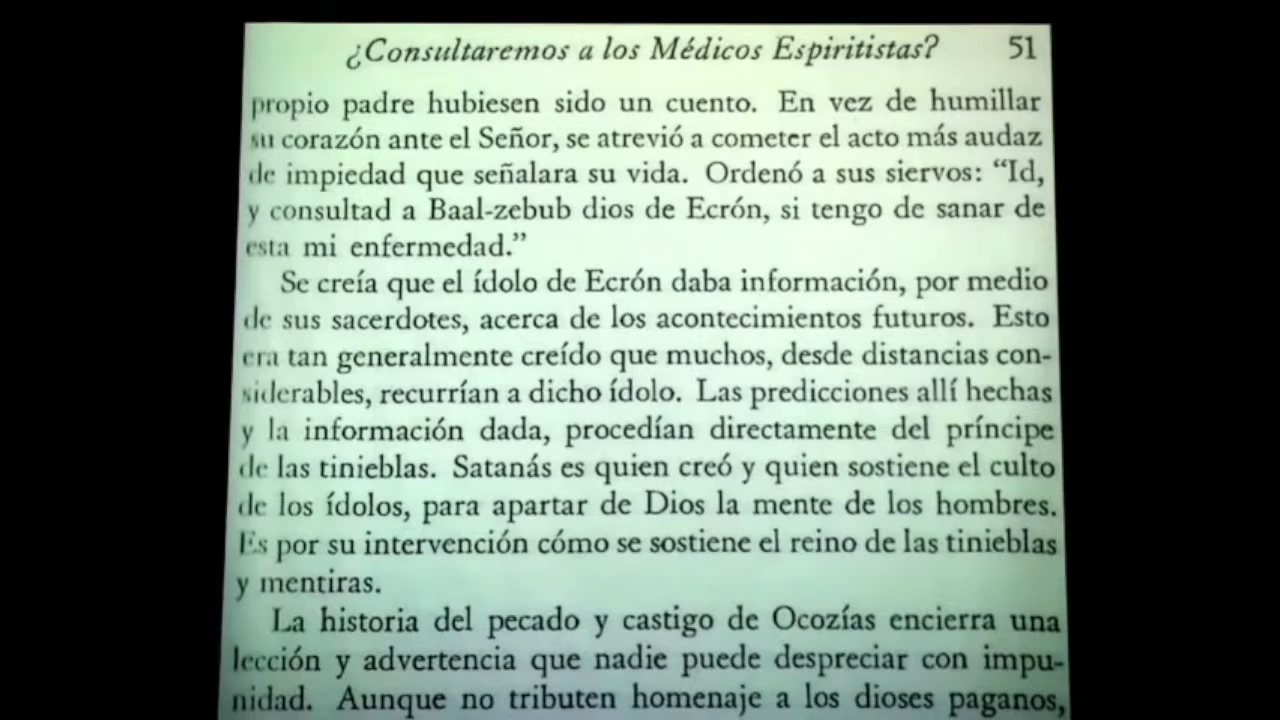 ¿Consultaremos a los Médicos Espiritistas? 51
propio padre hubiesen sido un cuento. En vez de humillar
su corazón ante el Señor, se atrevió a cometer el acto más audaz
de impiedad que señalara su vida. Ordenó a sus siervos: “Id,
y consultad a Baal-zebub dios de Ecrón, si tengo de sanar de
esta mi enfermedad.”
Se creía que el ídolo de Ecrón daba información, por medio
de sus sacerdotes, acerca de los acontecimientos futuros. Esto
era tan generalmente creído que muchos, desde distancias con-
siderables, recurrían a dicho ídolo. Las predicciones allí hechas
y la información dada, procedían directamente del príncipe
de las tinieblas. Satanás es quien creó y quien sostiene el culto
de los ídolos, para apartar de Dios la mente de los hombres.
Es por su intervención cómo se sostiene el reino de las tinieblas
y mentiras.
La historia del pecado y castigo de Ocozías encierra una
lección y advertencia que nadie puede despreciar con impu-
nidad. Aunque no tributen homenaje a los dioses paganos,